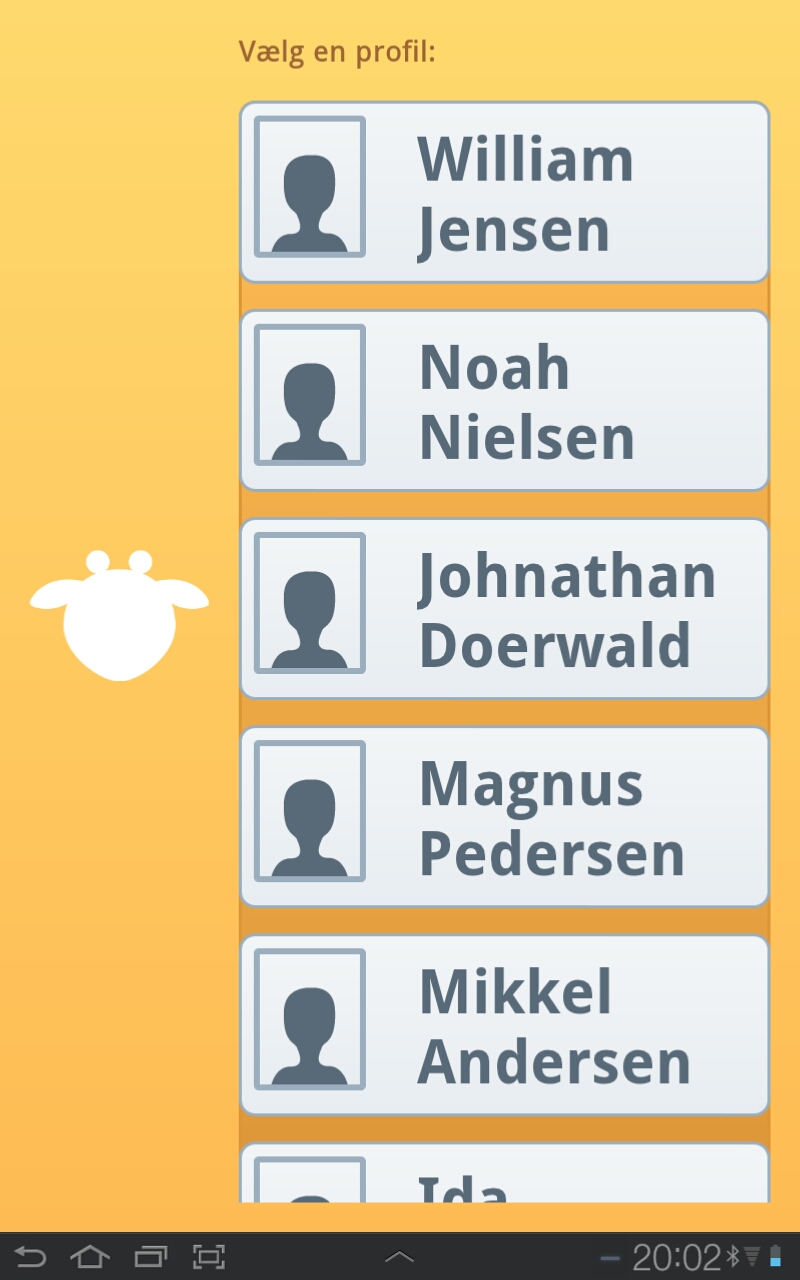 Vælg en profil:
William
Jensen
Noah
Nielsen
Johnathan
Doerwald
Magnus
Pedersen
Mikkel
Andersen
Ida
20:02